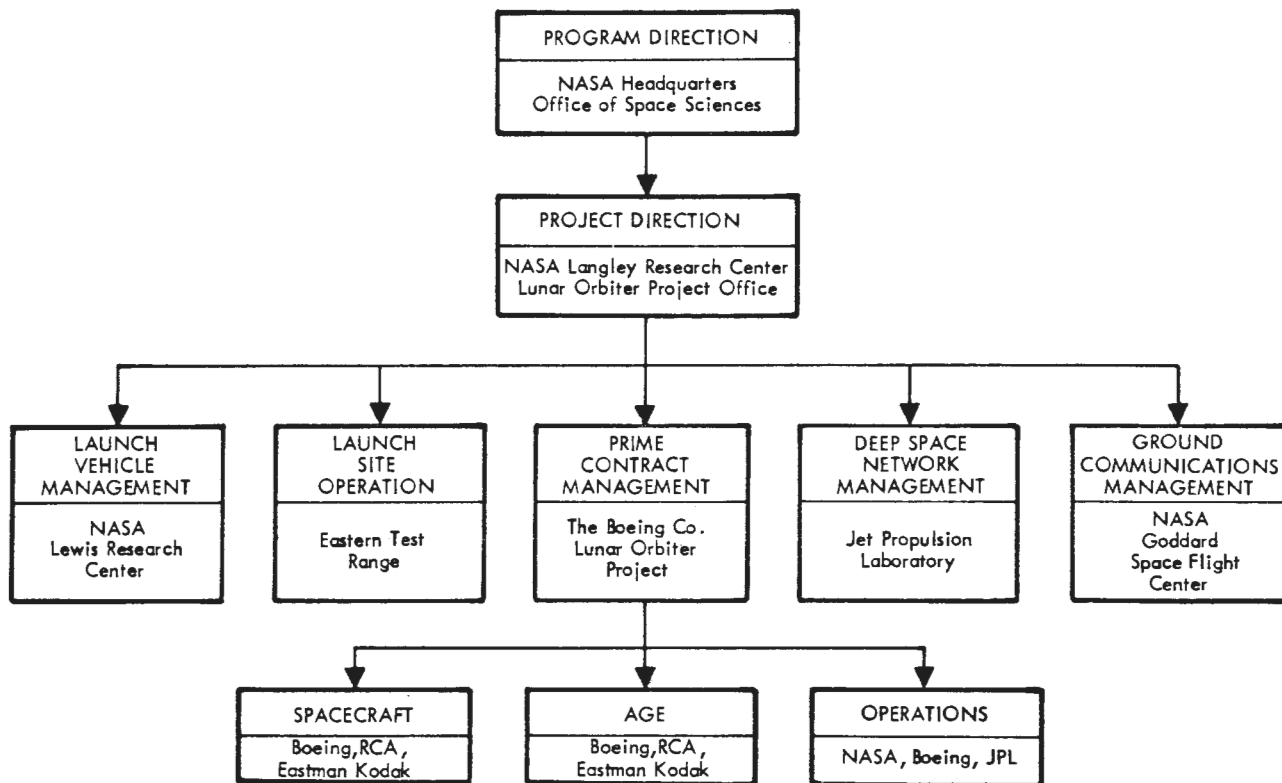 PROGRAM DIRECTION
NASA Headquarters
Office of Space Sciences
PROJECT DIRECTION
NASA Langley Research Center
Lunar Orbiter Project Office
LAUNCH
VEHICLE
MANAGEMENT
NASA
Lewis Research
Center
LAUNCH
SITE
OPERATION
Eastern Test
Range
PRIME
CONTRACT
MANAGEMENT
The Boeing Co.
Lunar Orbiter
Project
DEEP SPACE
NETWORK
MANAGEMENT
Jet Propulsion
Laboratory
GROUND
COMMUNICATIONS
MANAGEMENT
NASA
Goddard
Space Flight
Center
SPACECRAFT
Boeing,RCA,
Eastman Kodak
AGE
Boeing,RCA,
Eastman Kodak
OPERATIONS
NASA, Boeing, JPL